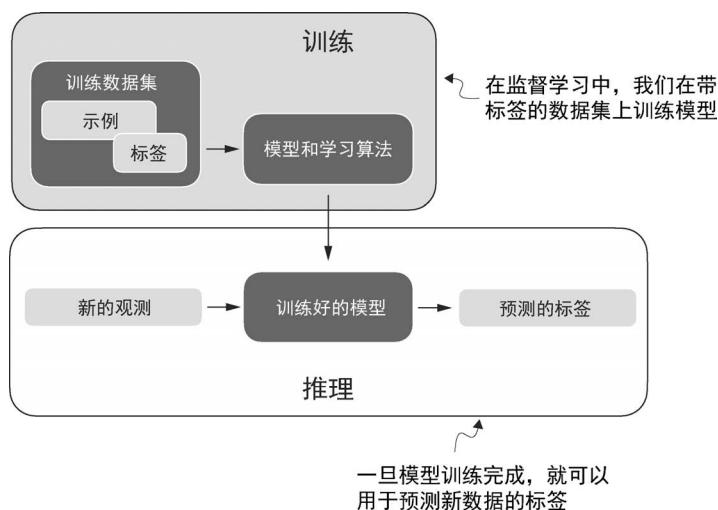 训练
训练数据集
示例
标签
模型和学习算法
在监督学习中，我们在带
标签的数据集上训练模型
新的观测
训练好的模型
预测的标签
推理
一旦模型训练完成，就可以
用于预测新数据的标签